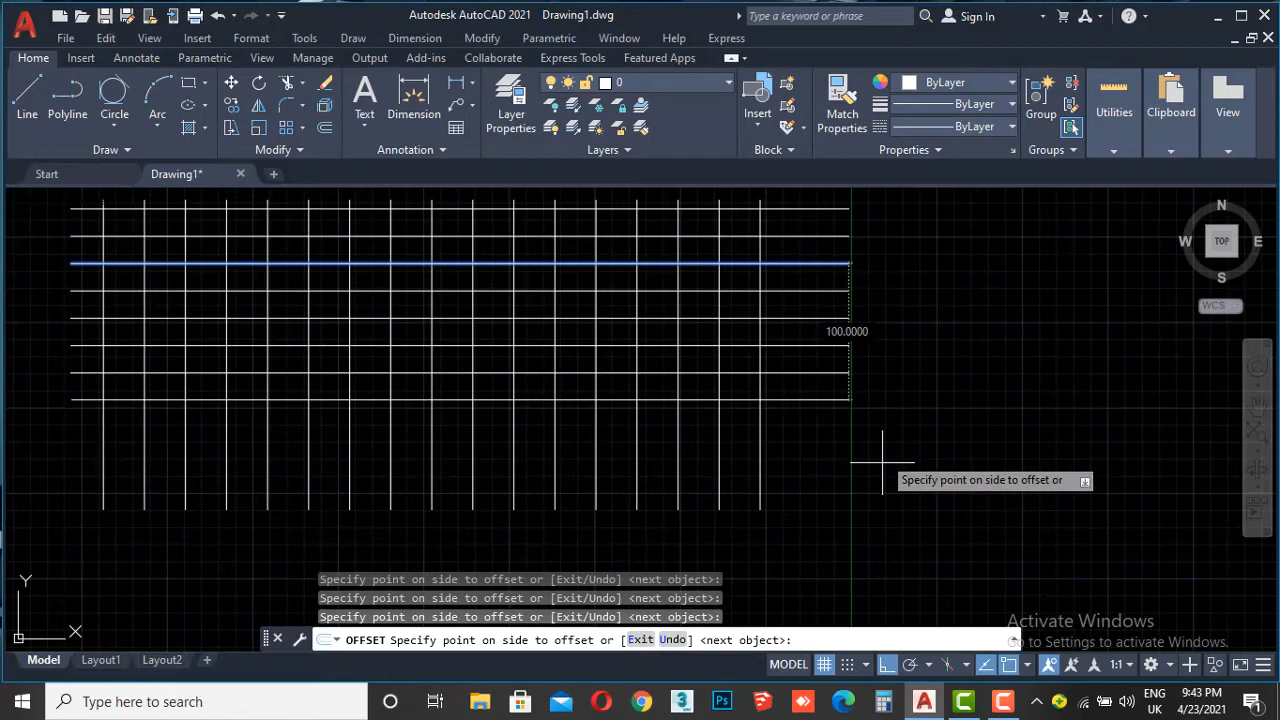 Autodesk AutoCAD 2021 Drawing1.dwg
Type a keyword or phrase
Sign In
File Edit View Insert Format Tools Draw Dimension Modify Parametric Window Help Express
Home Insert Annotate Parametric View Manage Output Add-ins Collaborate Express Tools Featured Apps
0
ByLayer
ByLayer
ByLayer
Line Polyline Circle Arc
Text Dimension
Layer
Properties
Insert
Match
Properties
Group
Utilities
Clipboard
View
Draw Modify Annotation Layers Block Properties Groups
Start
Drawing1*
N
W TOP E
S
WCS
100.0000
Specify point on side to offset or
Y
X
Specify point on side to offset or [Exit/Undo] <next object>:
Specify point on side to offset or [Exit/Undo] <next object>:
Specify point on side to offset or [Exit/Undo] <next object>:
OFFSET Specify point on side to offset or [Exit Undo] <next object>:
Activate Windows
Go to Settings to activate Windows.
Model Layout1 Layout2
MODEL
1:1
Type here to search
3
Ps
ENG
UK
9:43 PM
4/23/2021